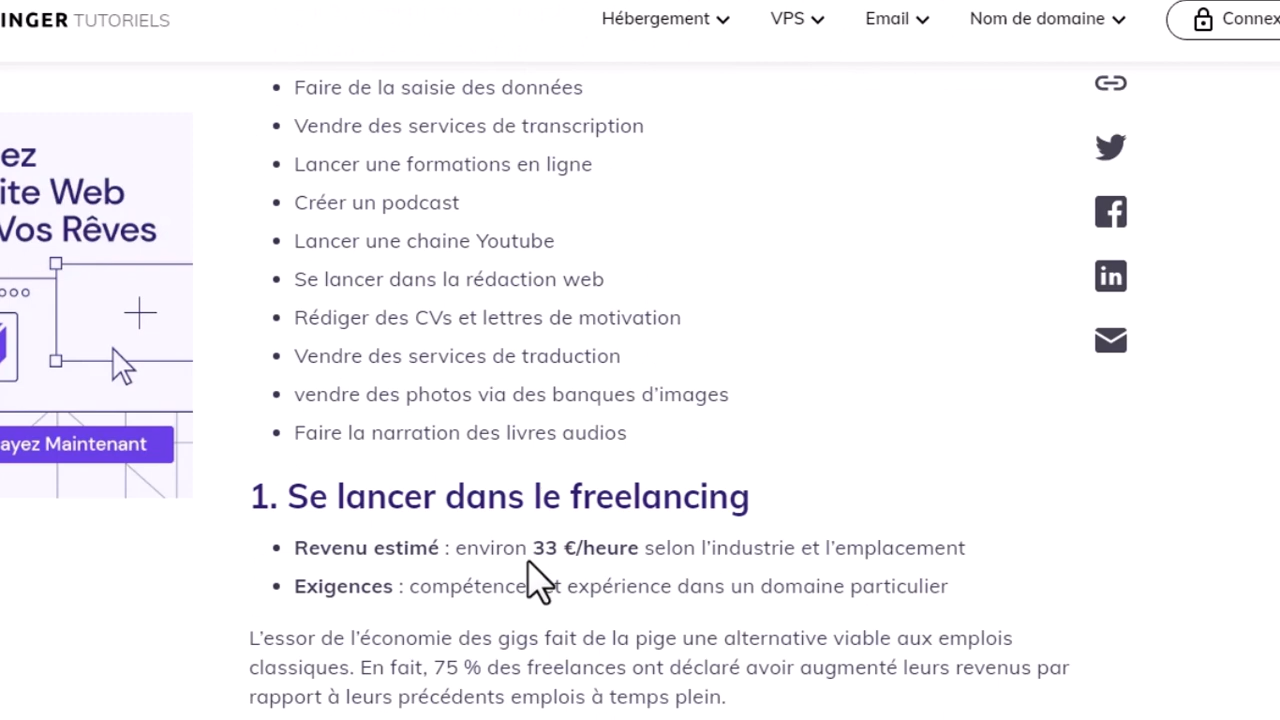 INGER TUTORIELS
Hébergement
VPS
Email
Nom de domaine
Connex
Faire de la saisie des données
Vendre des services de transcription
Lancer une formations en ligne
Créer un podcast
Lancer une chaine Youtube
Se lancer dans la rédaction web
Rédiger des CVs et lettres de motivation
Vendre des services de traduction
vendre des photos via des banques d'images
Faire la narration des livres audios
ez
ite Web
Vos Rêves
ayez Maintenant
in
1. Se lancer dans le freelancing
Revenu estimé : environ 33 €/heure selon l'industrie et l'emplacement
Exigences : compétence t expérience dans un domaine particulier
L'essor de l'économie des gigs fait de la pige une alternative viable aux emplois
classiques. En fait, 75 % des freelances ont déclaré avoir augmenté leurs revenus par
rapport à leurs précédents emplois à temps plein.